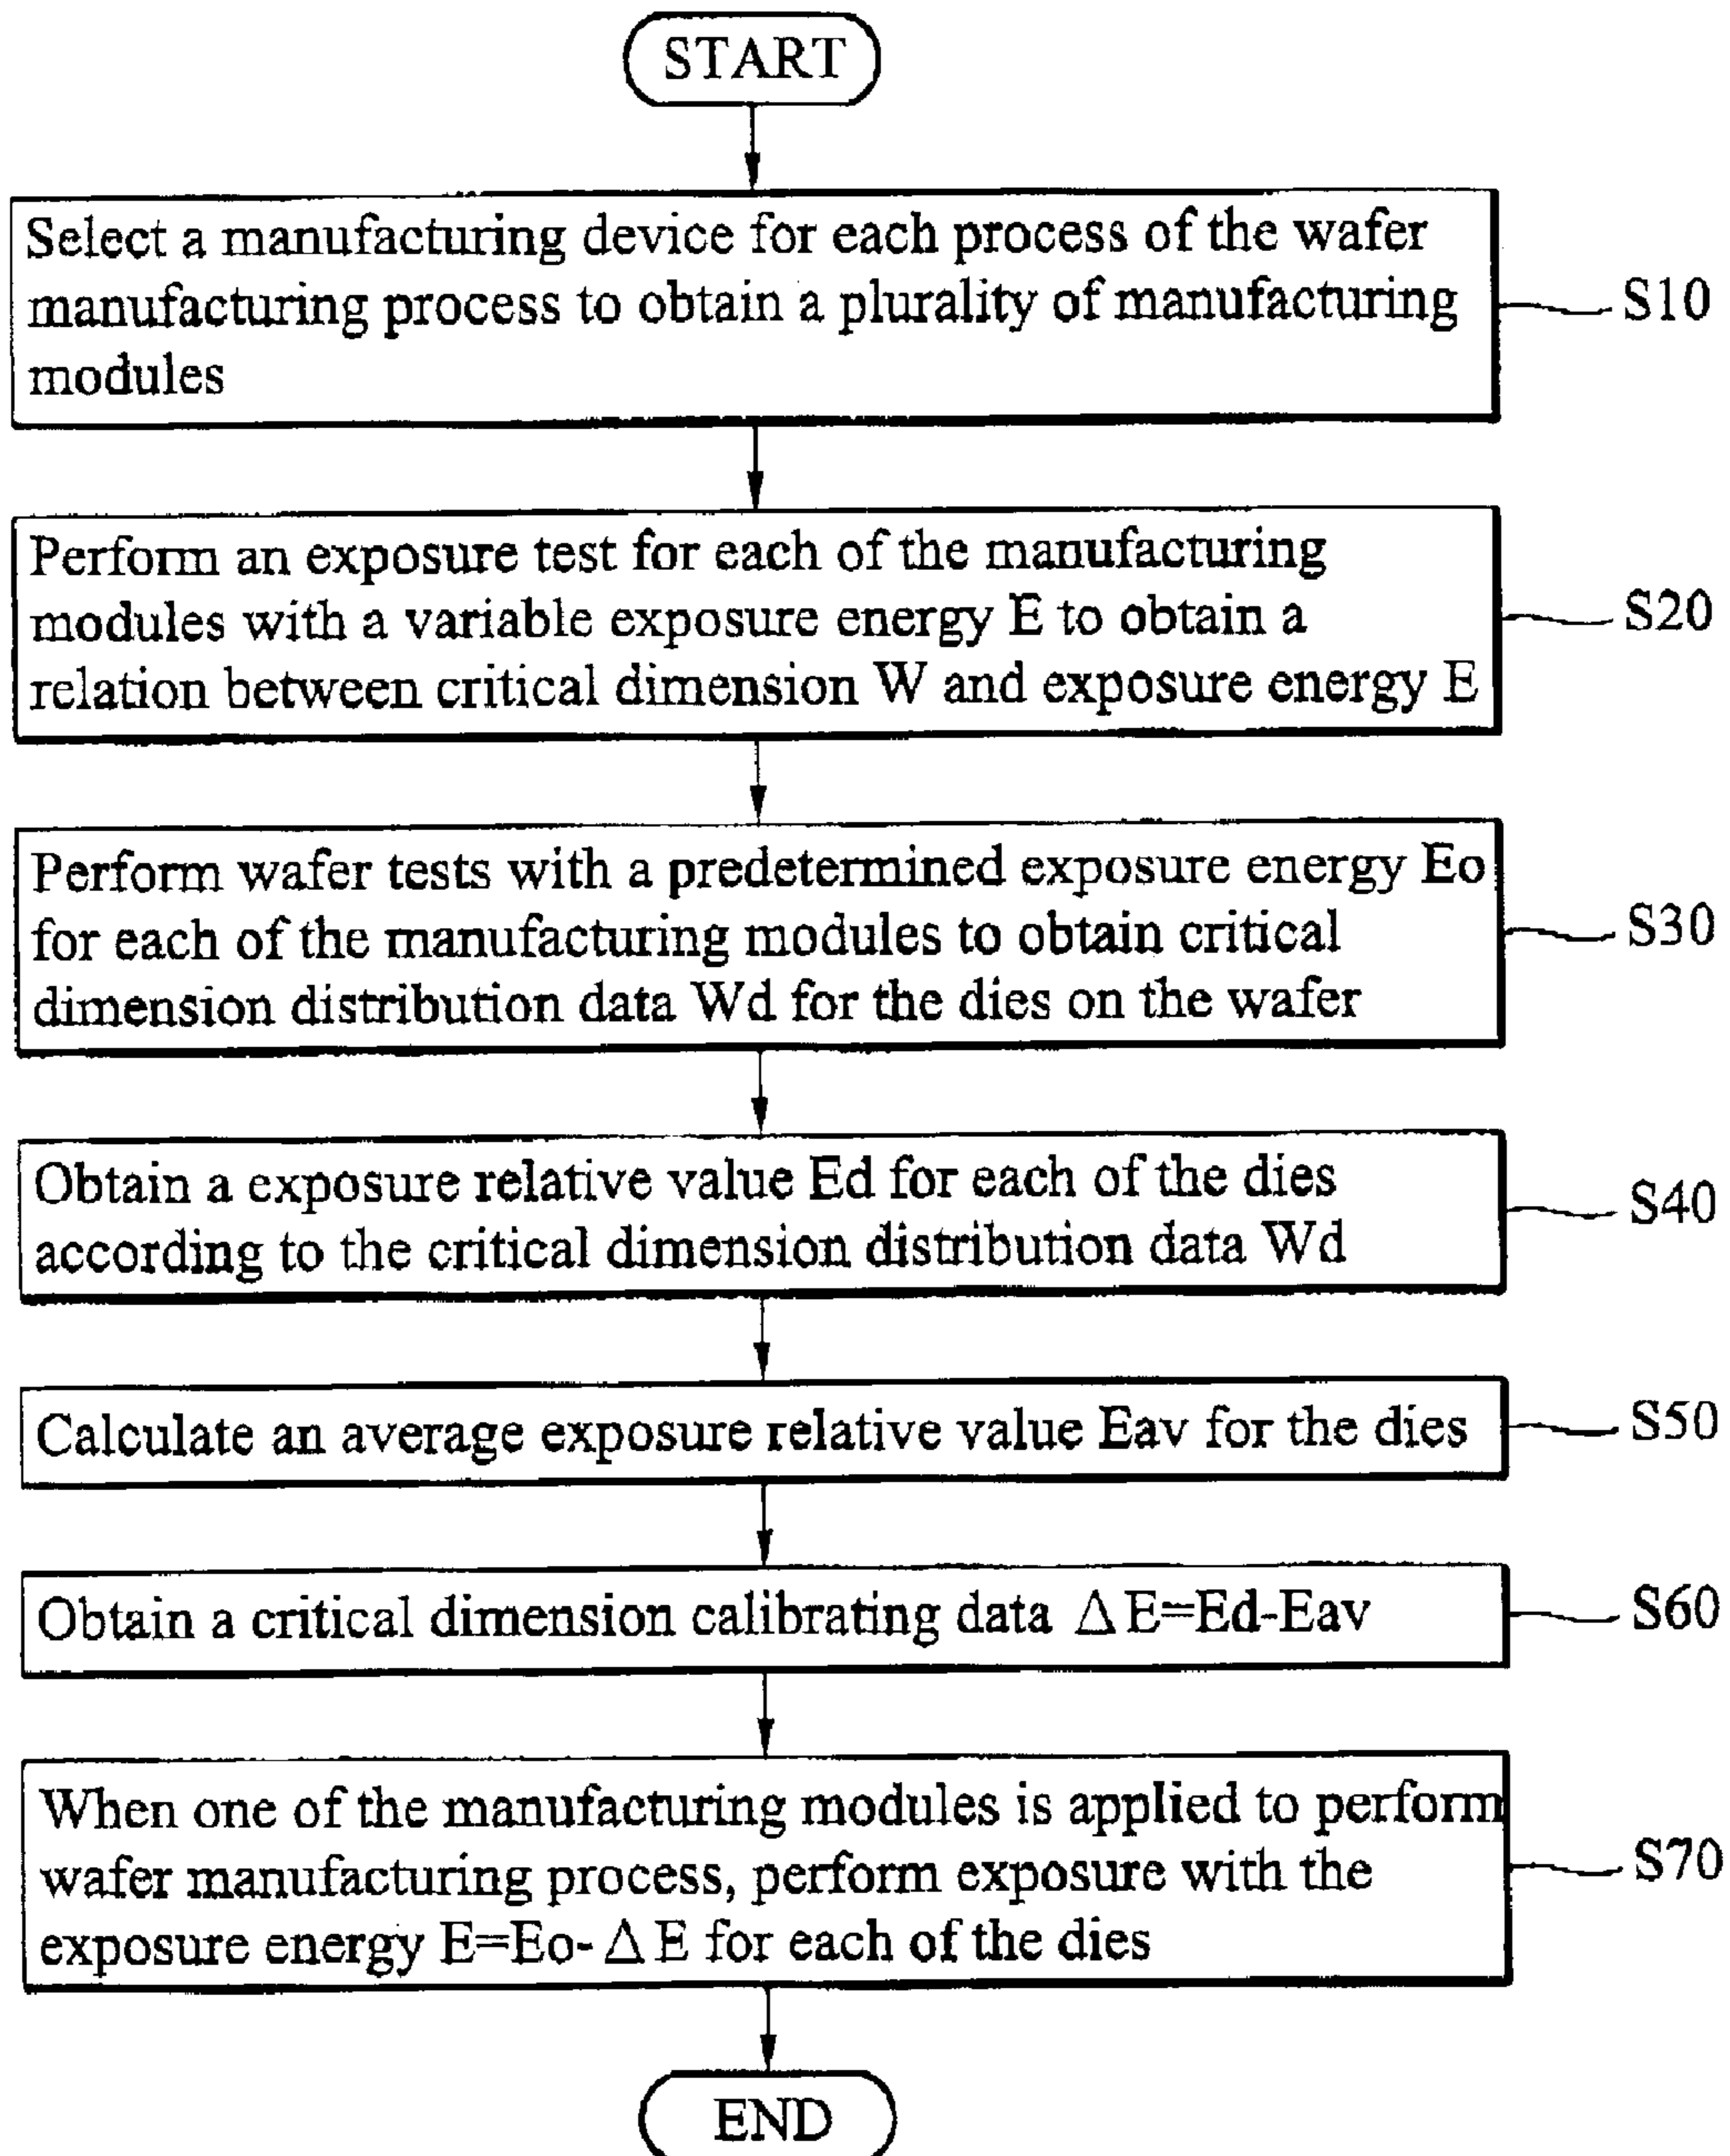 START
Select a manufacturing device for each process of the wafer
manufacturing process to obtain a plurality of manufacturing
modules
S10
Perform an exposure test for each of the manufacturing
modules with a variable exposure energy E to obtain a
relation between critical dimension W and exposure energy E
S20
Perform wafer tests with a predetermined exposure energy Eo
for each of the manufacturing modules to obtain critical
dimension distribution data Wd for the dies on the wafer
S30
Obtain a exposure relative value Ed for each of the dies
according to the critical dimension distribution data Wd
S40
Calculate an average exposure relative value Eav for the dies
S50
Obtain a critical dimension calibrating data ΔE=Ed-Eav
S60
When one of the manufacturing modules is applied to perform
wafer manufacturing process, perform exposure with the
exposure energy E=Eo-ΔE for each of the dies
S70
END